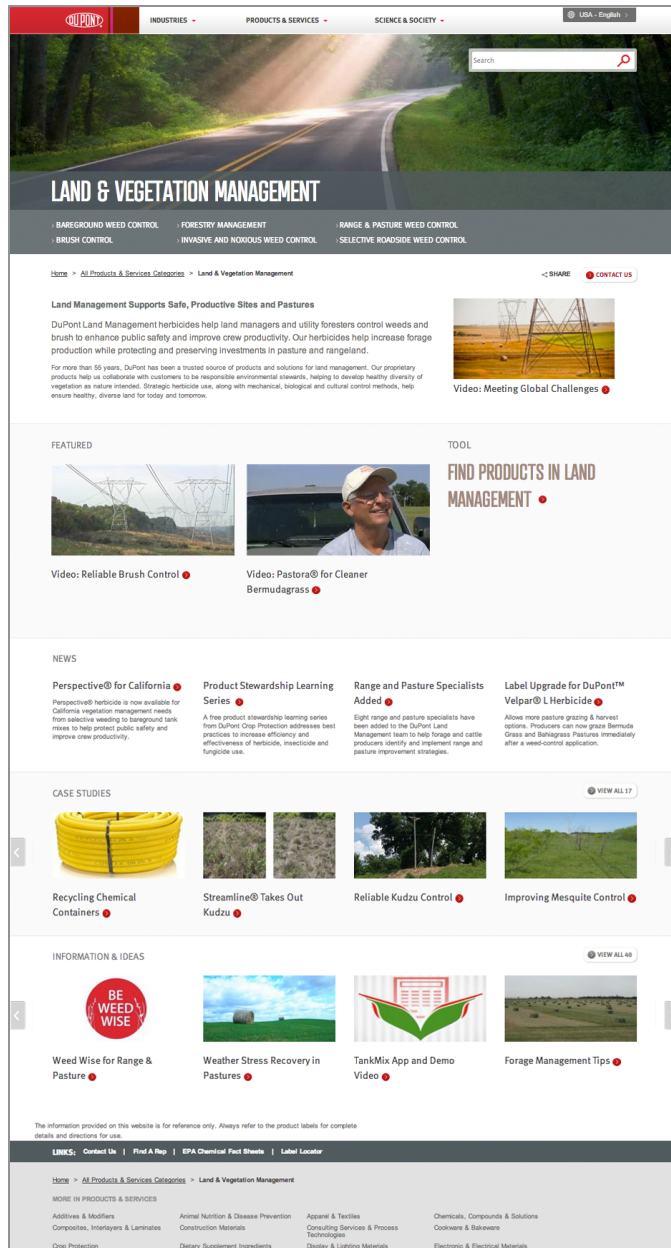 DUPONT
INDUSTRIES
PRODUCTS & SERVICES
SCIENCE & SOCIETY
USA - English >
Search
LAND & VEGETATION MANAGEMENT
> BAREGROUND WEED CONTROL
> FORESTRY MANAGEMENT
> RANGE & PASTURE WEED CONTROL
> BRUSH CONTROL
> INVASIVE AND NOXIOUS WEED CONTROL
> SELECTIVE ROADSIDE WEED CONTROL
Home > All Products & Services Categories > Land & Vegetation Management
SHARE
CONTACT US
Land Management Supports Safe, Productive Sites and Pastures
DuPont Land Management herbicides help land managers and utility foresters control weeds and
brush to enhance public safety and improve crew productivity. Our herbicides help increase forage
production while protecting and preserving investments in pasture and rangeland.
For more than 55 years, DuPont has been a trusted source of products and solutions for land management. Our proprietary
products help us collaborate with customers to be responsible environmental stewards, helping to develop healthy diversity of
vegetation as nature intended. Strategic herbicide use, along with mechanical, biological and cultural control methods, help
ensure healthy, diverse land for today and tomorrow.
Video: Meeting Global Challenges
FEATURED
Video: Reliable Brush Control
Video: Pastora® for Cleaner
Bermudagrass
TOOL
FIND PRODUCTS IN LAND
MANAGEMENT
NEWS
Perspective® for California
Perspective® herbicide is now available for
California vegetation management needs
from selective weeding to bareground tank
mixes to help protect public safety and
improve crew productivity.
Product Stewardship Learning
Series
A free product stewardship learning series
from DuPont Crop Protection addresses best
practices to increase efficiency and
effectiveness of herbicide, insecticide and
fungicide use.
Range and Pasture Specialists
Added
Eight range and pasture specialists have
been added to the DuPont Land
Management team to help forage and cattle
producers identify and implement range and
pasture improvement strategies.
Label Upgrade for DuPont™
Velpar® L Herbicide
Allows more pasture grazing & harvest
options. Producers can now graze Bermuda
Grass and Bahiagrass Pastures immediately
after a weed-control application.
CASE STUDIES
VIEW ALL 17
Recycling Chemical
Containers
Streamline® Takes Out
Kudzu
Reliable Kudzu Control
Improving Mesquite Control
INFORMATION & IDEAS
VIEW ALL 40
BE
WEED
WISE
Weed Wise for Range &
Pasture
Weather Stress Recovery in
Pastures
TankMix App and Demo
Video
Forage Management Tips
The information provided on this website is for reference only. Always refer to the product labels for complete
details and directions for use.
LINKS: Contact Us | Find A Rep | EPA Chemical Fact Sheets | Label Locator
Home > All Products & Services Categories > Land & Vegetation Management
MORE IN PRODUCTS & SERVICES
Additives & Modifiers
Animal Nutrition & Disease Prevention
Apparel & Textiles
Chemicals, Compounds & Solutions
Composites, Interlayers & Laminates
Construction Materials
Consulting Services & Process
Technologies
Cookware & Bakeware
Crop Protection
Dietary Supplement Ingredients
Display & Lighting Materials
Electronic & Electrical Materials